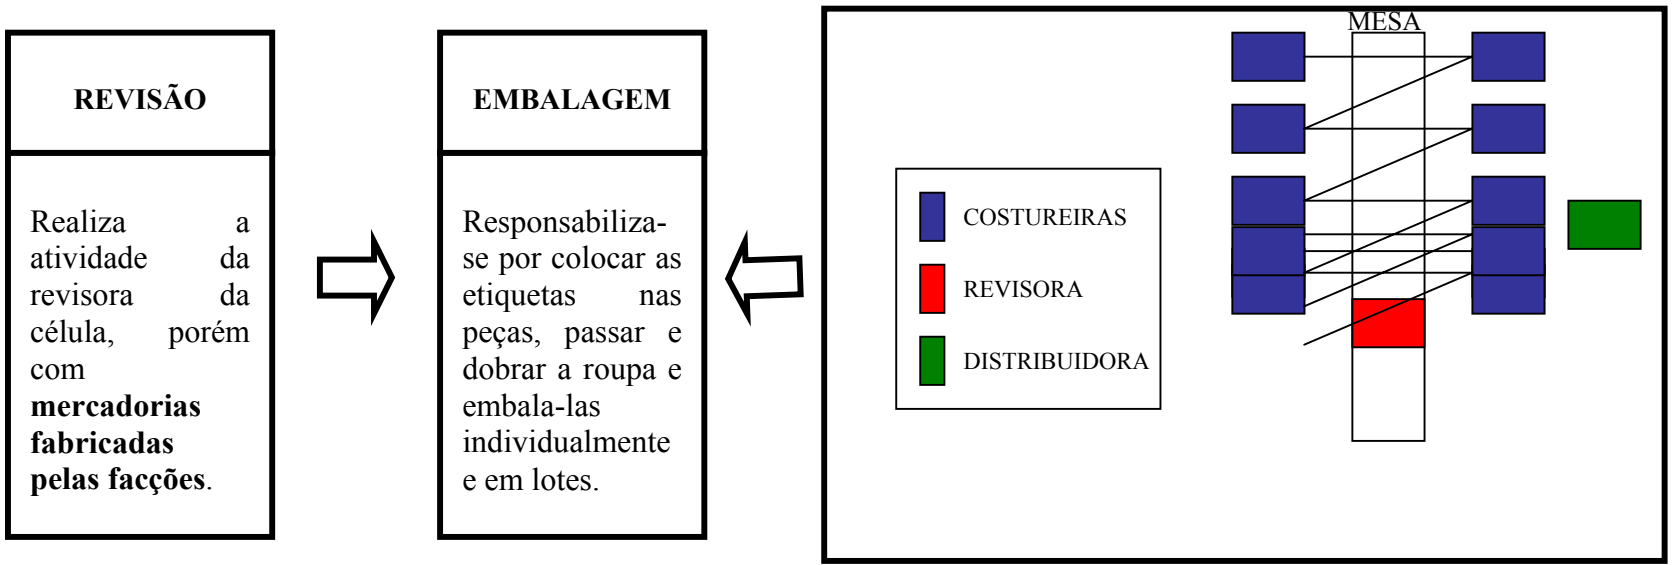 REVISÃO
Realiza a
atividade da
revisora da
célula, porém
com
mercadorias
fabricadas
pelas facções.
EMBALAGEM
Responsabiliza-
se por colocar as
etiquetas nas
peças, passar e
dobrar a roupa e
embala-las
individualmente
e em lotes.
MESA
COSTUREIRAS
REVISORA
DISTRIBUIDORA